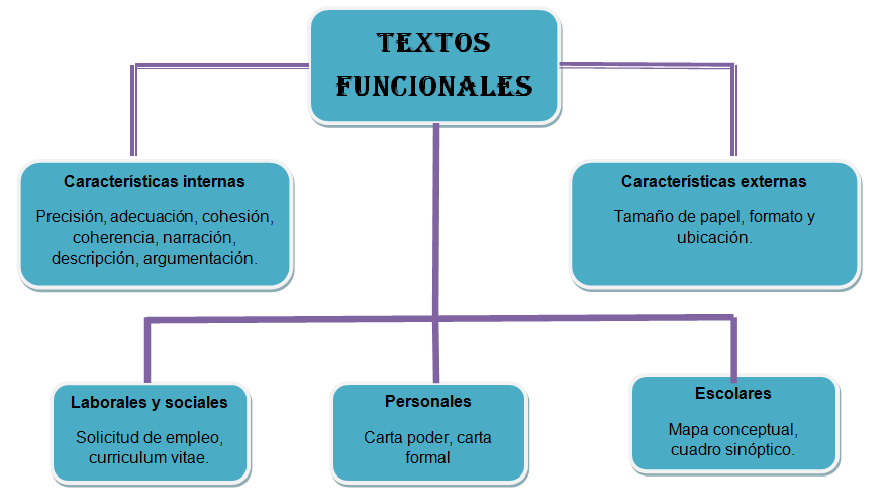 TEXTOS
FUNCIONALES
Características internas
Precisión, adecuación, cohesión,
coherencia, narración,
descripción, argumentación.
Características externas
Tamaño de papel, formato y
ubicación.
Laborales y sociales
Solicitud de empleo,
curriculum vitae.
Personales
Carta poder, carta
formal
Escolares
Mapa conceptual,
cuadro sinóptico.